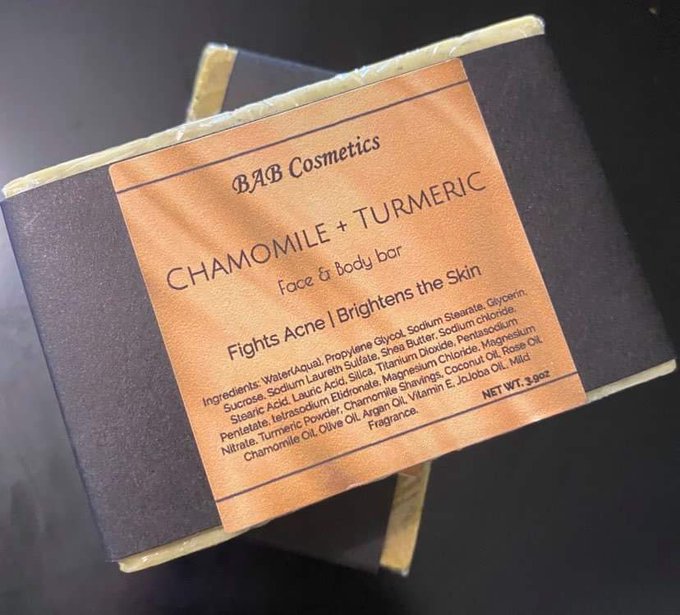 BAB Cosmetics
CHAMOMILE + TURMERIC
Face & Body bar
Fights Acne | Brightens the Skin
Ingredients: Water(Aqua), Propylene Glycol, Sodium Stearate, Glycerin,
Sucrose, Sodium Laureth Sulfate, Shea Butter, Sodium chloride,
Stearic Acid, Lauric Acid, Silica, Titanium Dioxide, Pentasodium
Pentetate, tetrasodium Etidronate, Magnesium Chloride, Magnesium
Nitrate, Turmeric Powder, Chamomile Shavings, Coconut Oil, Rose Oil,
Chamomile Oil, Olive Oil, Argan Oil, Vitamin E, JoJoba OIL, Mild
Fragrance.
NET WT. 3.9oz